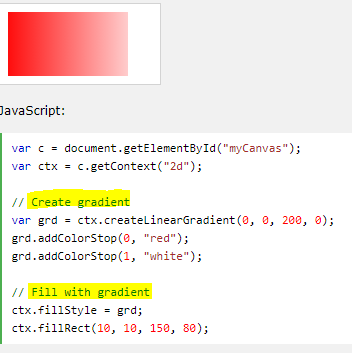 JavaScript:
var c = document.getElementById("myCanvas");
var ctx = c.getContext("2d");
// Create gradient
var grd = ctx.createLinearGradient(0, 0, 200, 0);
grd.addColorStop(0, "red");
grd.addColorStop(1, "white");
// Fill with gradient
ctx.fillStyle = grd;
ctx.fillRect(10, 10, 150, 80);